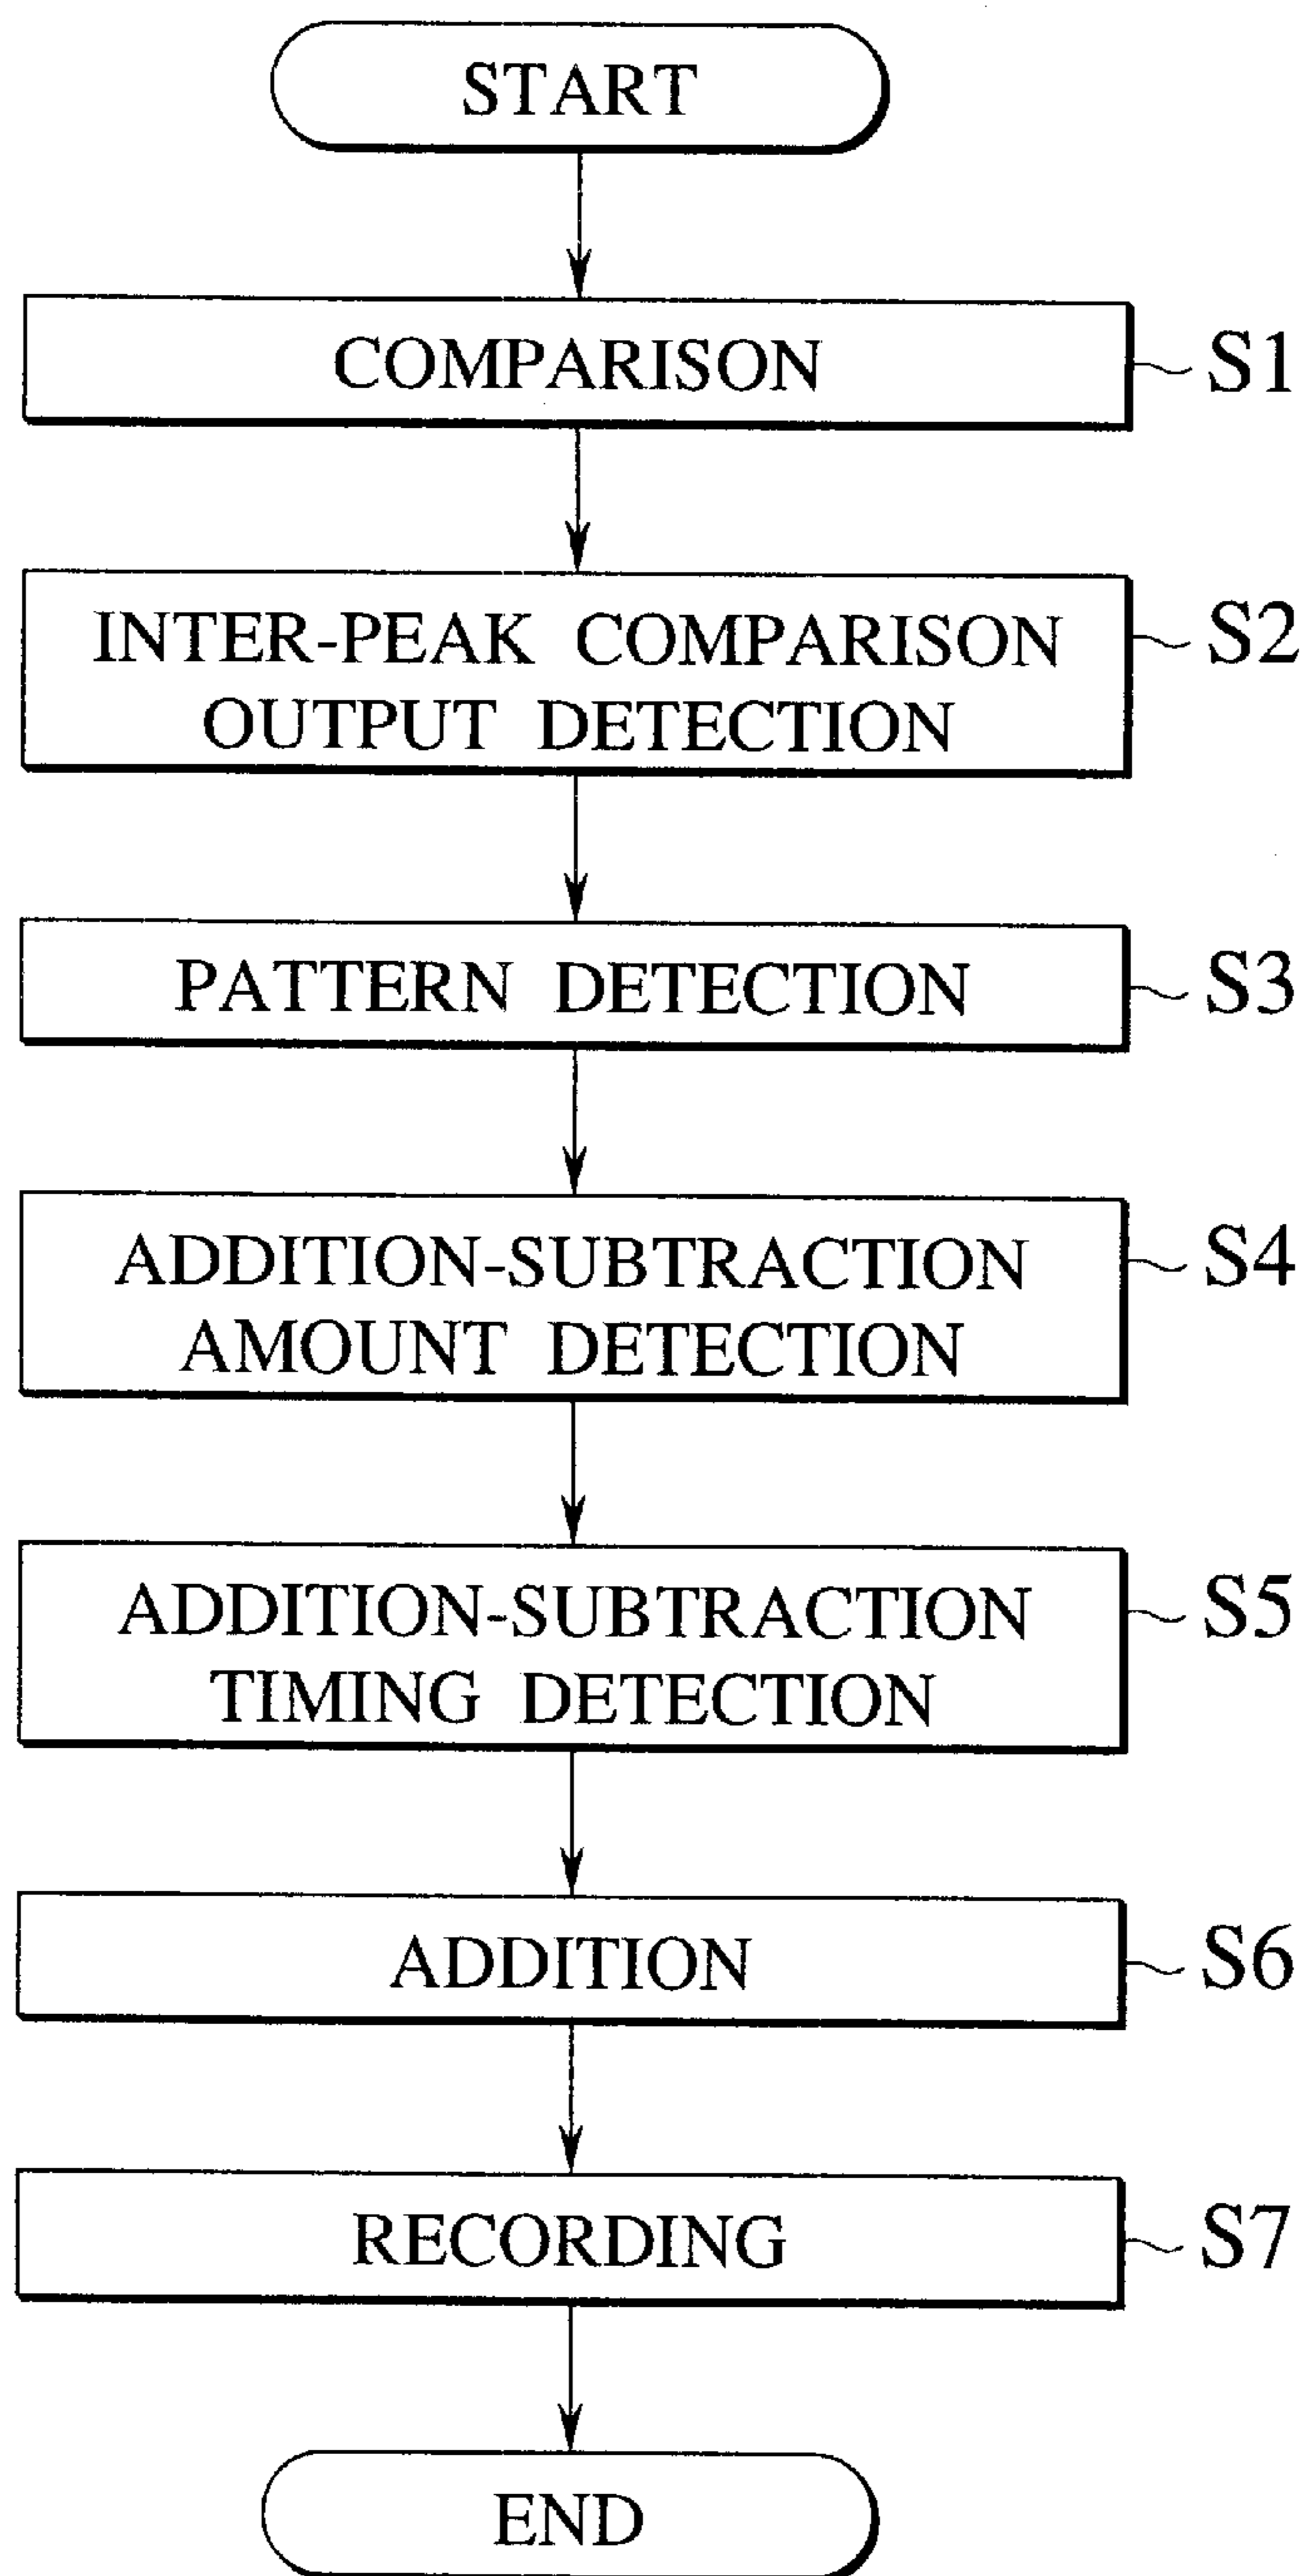 START
COMPARISON
S1
INTER-PEAK COMPARISON
OUTPUT DETECTION
S2
PATTERN DETECTION
S3
ADDITION-SUBTRACTION
AMOUNT DETECTION
S4
ADDITION-SUBTRACTION
TIMING DETECTION
S5
ADDITION
S6
RECORDING
S7
END